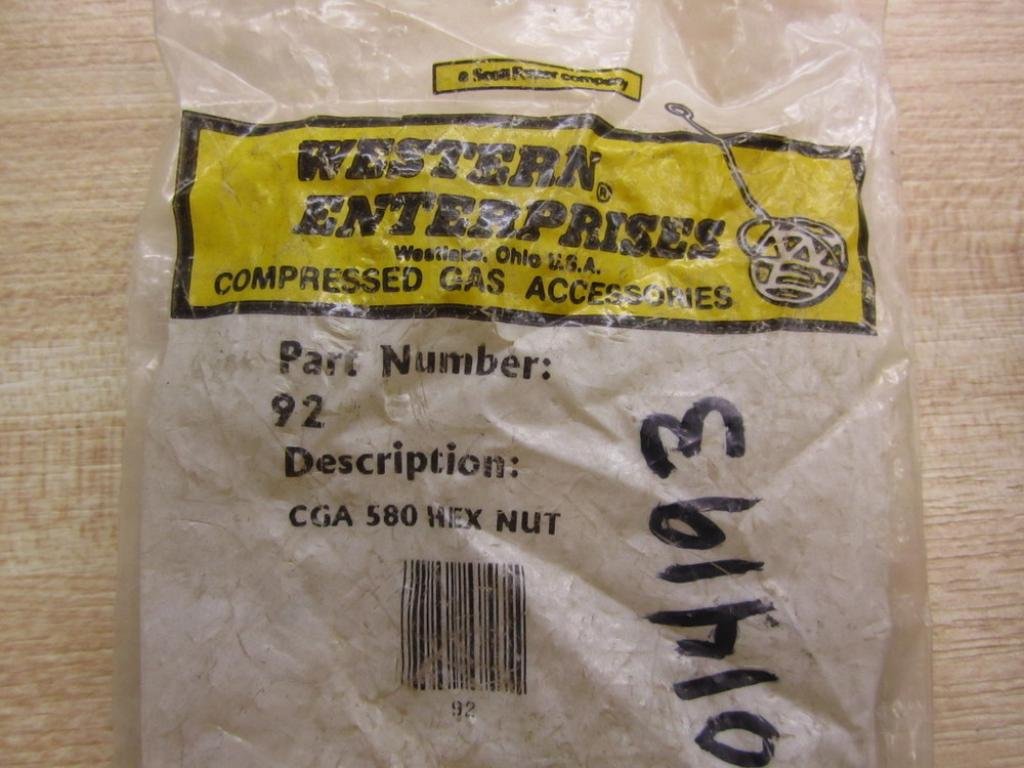 a Scott Fetzer company
WESTERN
ENTERPRISES®
Westlake, Ohio U.S.A.
COMPRESSED GAS ACCESSORIES
Part Number:
92
Description:
CGA 580 HEX NUT
92
014193